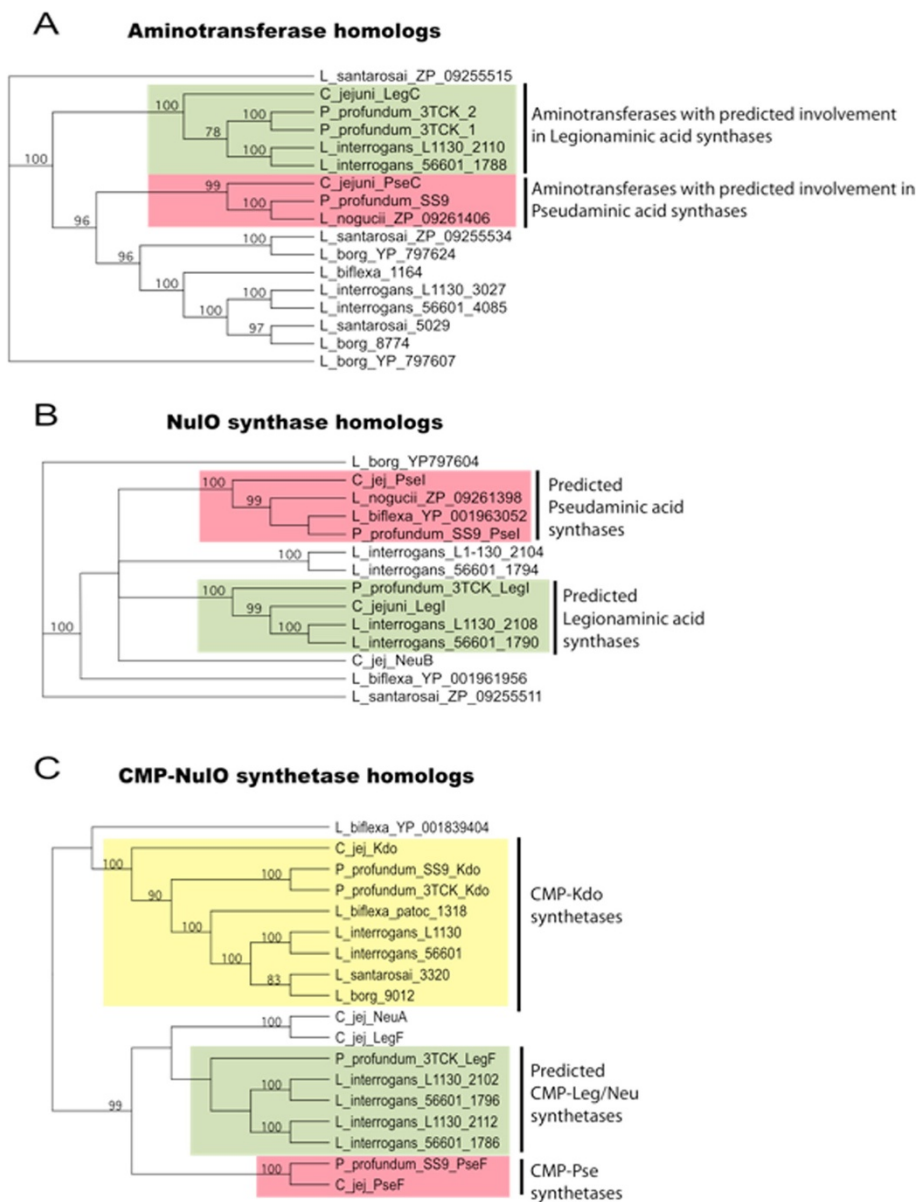 A
Aminotransferase homologs
L_santarosai_ZP_09255515
C_jejuni_LegC
100
P_profundum_3TCK_2
100
P_profundum_3TCK_1
78
L_interrogans_L1130_2110
100
L_interrogans_56601_1788
Aminotransferases with predicted involvement
in Legionaminic acid synthases
100
C_jejuni_PseC
99
P_profundum_SS9
100
L_nogucii_ZP_09261406
Aminotransferases with predicted involvement in
Pseudaminic acid synthases
96
L_santarosai_ZP_09255534
100
L_borg_YP_797624
96
L_biflexa_1164
100
L_interrogans_L1130_3027
100
L_interrogans_56601_4085
100
L_santarosai_5029
97
L_borg_8774
L_borg_YP_797607
B
NulO synthase homologs
L_borg_YP797604
C_jej_PseI
100
L_nogucii_ZP_09261398
99
L_biflexa_YP_001963052
P_profundum_SS9_PseI
Predicted
Pseudaminic acid
synthases
L_interrogans_L1-130_2104
100
L_interrogans_56601_1794
P_profundum_3TCK_LegI
100
C_jejuni_LegI
99
L_interrogans_L1130_2108
100
L_interrogans_56601_1790
Predicted
Legionaminic acid
synthases
100
C_jej_NeuB
L_biflexa_YP_001961956
L_santarosai_ZP_09255511
C
CMP-NulO synthetase homologs
L_biflexa_YP_001839404
C_jej_Kdo
100
P_profundum_SS9_Kdo
100
P_profundum_3TCK_Kdo
90
L_biflexa_patoc_1318
100
L_interrogans_L1130
100
L_interrogans_56601
100
L_santarosai_3320
83
L_borg_9012
CMP-Kdo
synthetases
C_jej_NeuA
100
C_jej_LegF
P_profundum_3TCK_LegF
L_interrogans_L1130_2102
100
L_interrogans_56601_1796
L_interrogans_L1130_2112
100
L_interrogans_56601_1786
Predicted
CMP-Leg/Neu
synthetases
99
P_profundum_SS9_PseF
100
C_jej_PseF
CMP-Pse
synthetases